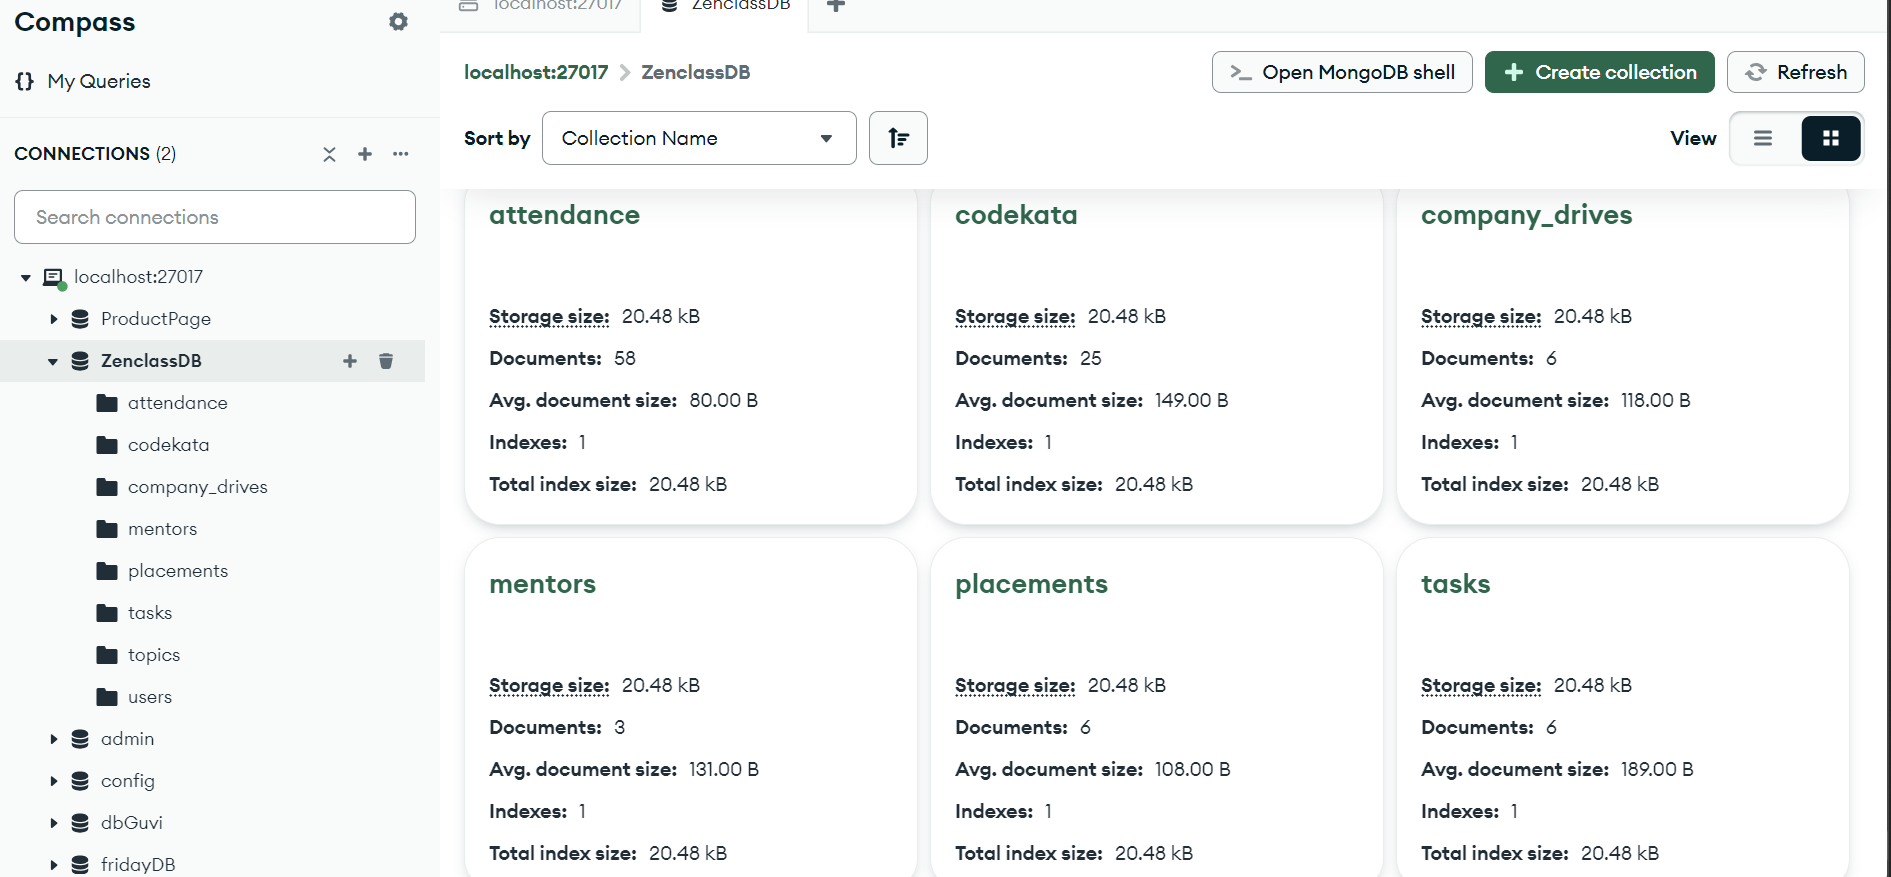 Compass
My Queries
CONNECTIONS (2)
Search connections
localhost:27017
ProductPage
ZenclassDB
attendance
codekata
company_drives
mentors
placements
tasks
topics
users
admin
config
dbGuvi
fridayDB
localhost:27017 ZenclassDB
localhost:27017 ZenclassDB
Open MongoDB shell Create collection Refresh
Sort by Collection Name View
attendance
Storage size: 20.48 kB
Documents: 58
Avg. document size: 80.00 B
Indexes: 1
Total index size: 20.48 kB
codekata
Storage size: 20.48 kB
Documents: 25
Avg. document size: 149.00 B
Indexes: 1
Total index size: 20.48 kB
company_drives
Storage size: 20.48 kB
Documents: 6
Avg. document size: 118.00 B
Indexes: 1
Total index size: 20.48 kB
mentors
Storage size: 20.48 kB
Documents: 3
Avg. document size: 131.00 B
Indexes: 1
Total index size: 20.48 kB
placements
Storage size: 20.48 kB
Documents: 6
Avg. document size: 108.00 B
Indexes: 1
Total index size: 20.48 kB
tasks
Storage size: 20.48 kB
Documents: 6
Avg. document size: 189.00 B
Indexes: 1
Total index size: 20.48 kB